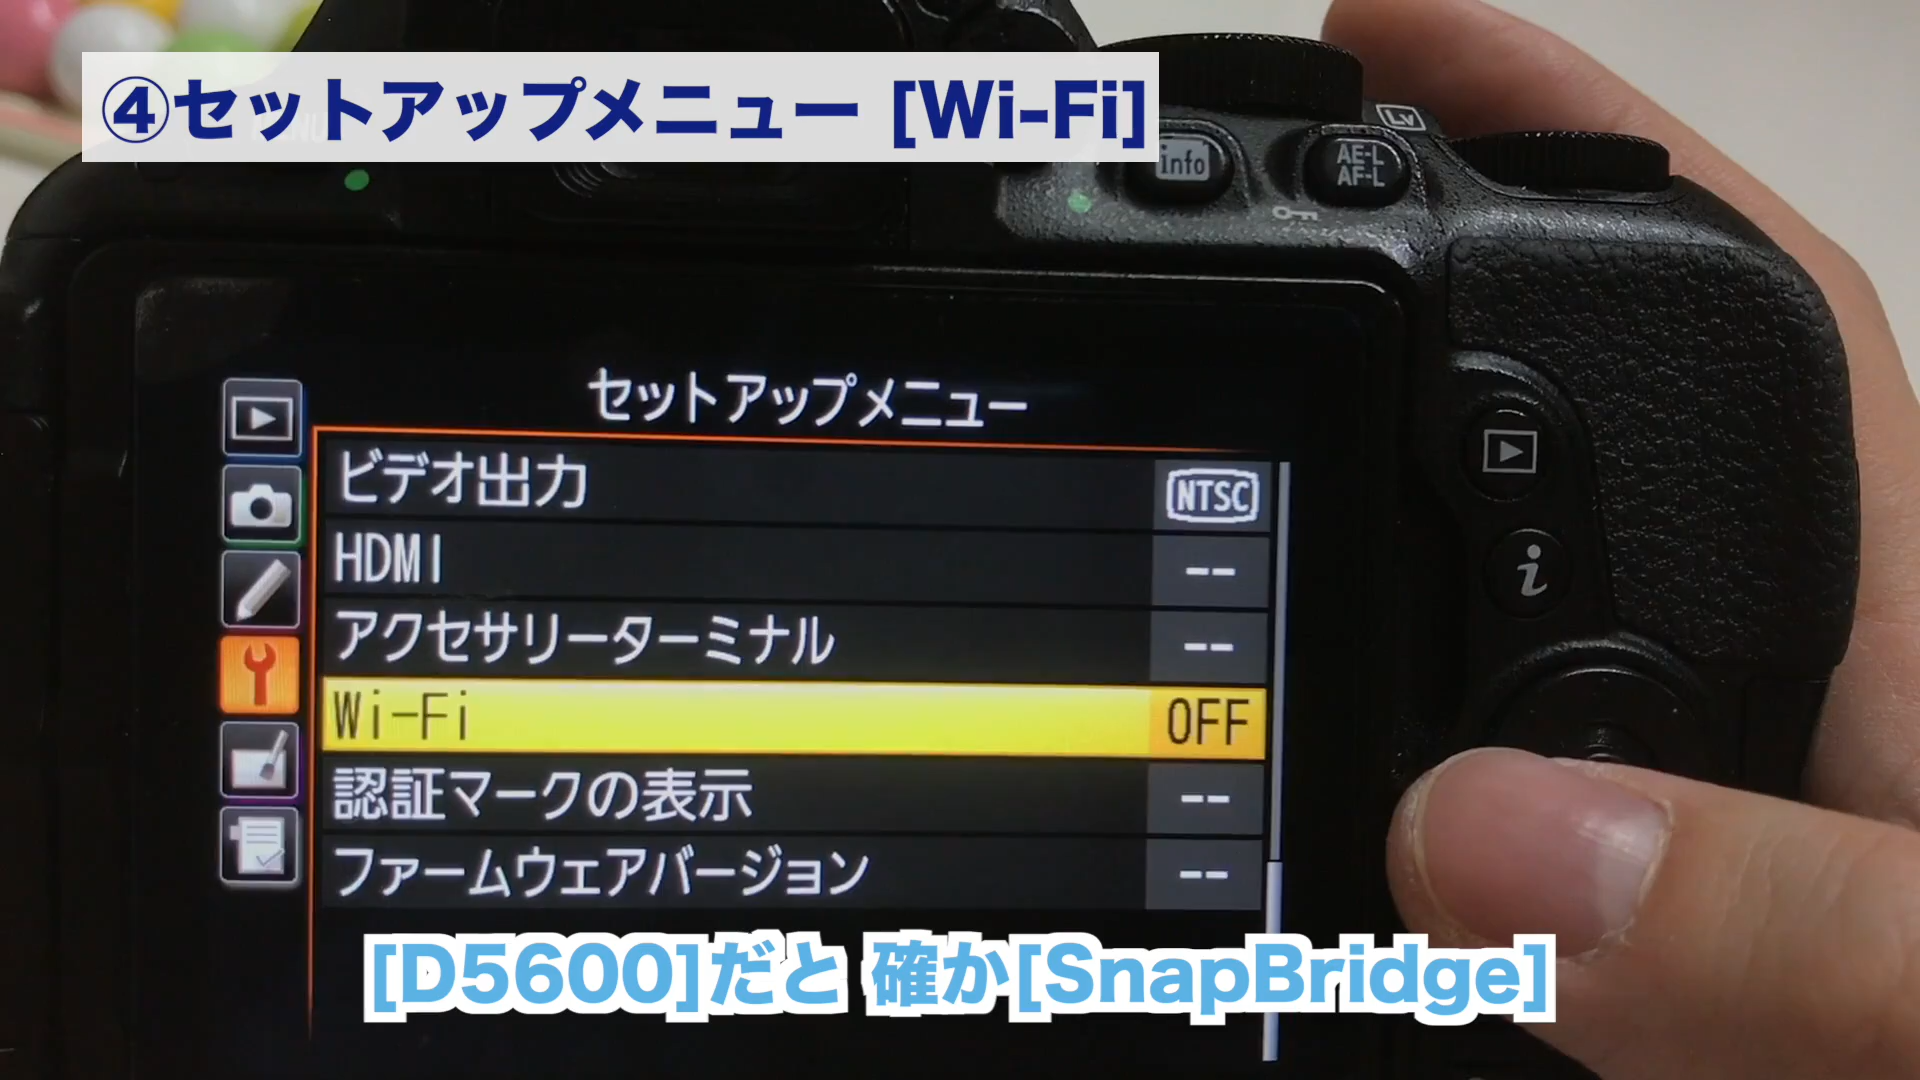 ④セットアップメニュー [Wi-Fi]
Lv
info
AE-L
AF-L
セットアップメニュー
ビデオ出力 NTSC
HDMI --
アクセサリーターミナル --
Wi-Fi OFF
認証マークの表示 --
ファームウェアバージョン --
i
[D5600]だと 確か[SnapBridge]